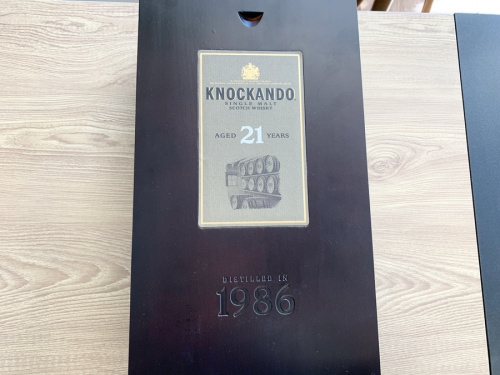 KNOCKANDO
SINGLE MALT
SCOTCH WHISKY
AGED 21 YEARS
DISTILLED IN
1986